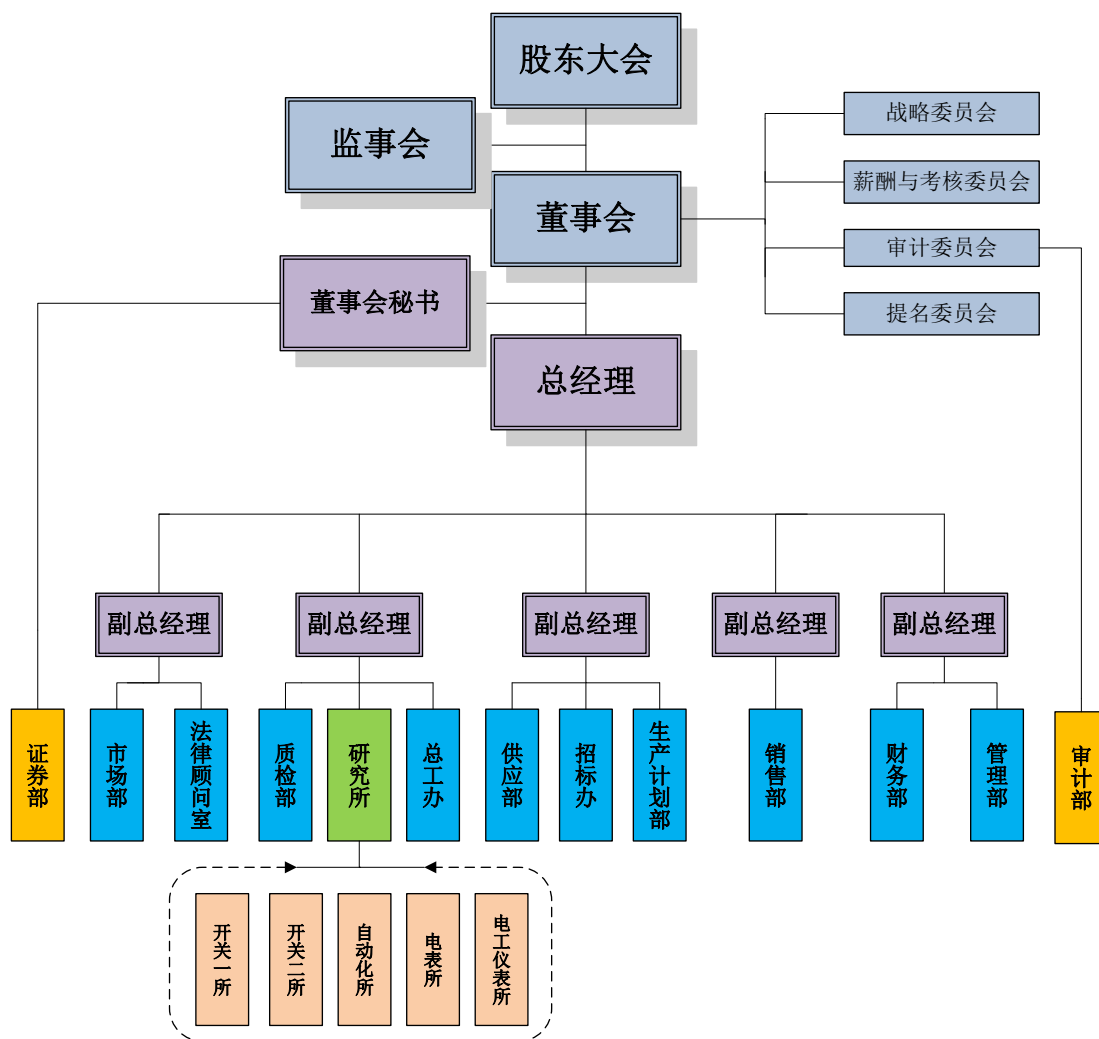 股东大会
监事会
战略委员会
薪酬与考核委员会
董事会
审计委员会
董事会秘书
提名委员会
总经理
副总经理
副总经理
副总经理
副总经理
副总经理
证券部
市场部
法律顾问室
质检部
研究所
总工办
供应部
招标办
生产计划部
销售部
财务部
管理部
审计部
开关一所
开关二所
自动化所
电表所
电工仪表所